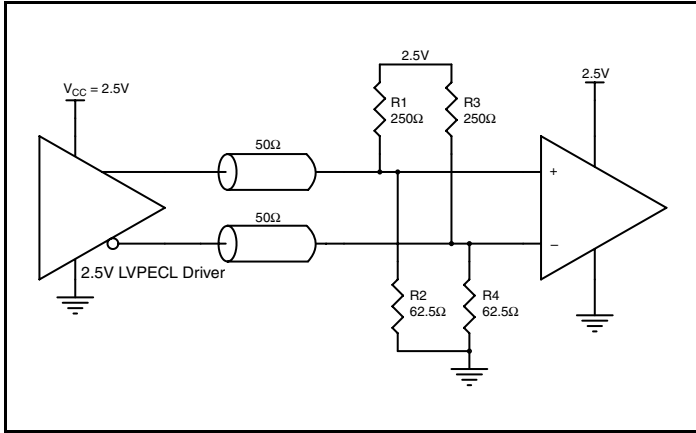 2.5V
V_CC = 2.5V
2.5V
R1
250Ω
R3
250Ω
50Ω
+
50Ω
–
2.5V LVPECL Driver
R2
62.5Ω
R4
62.5Ω